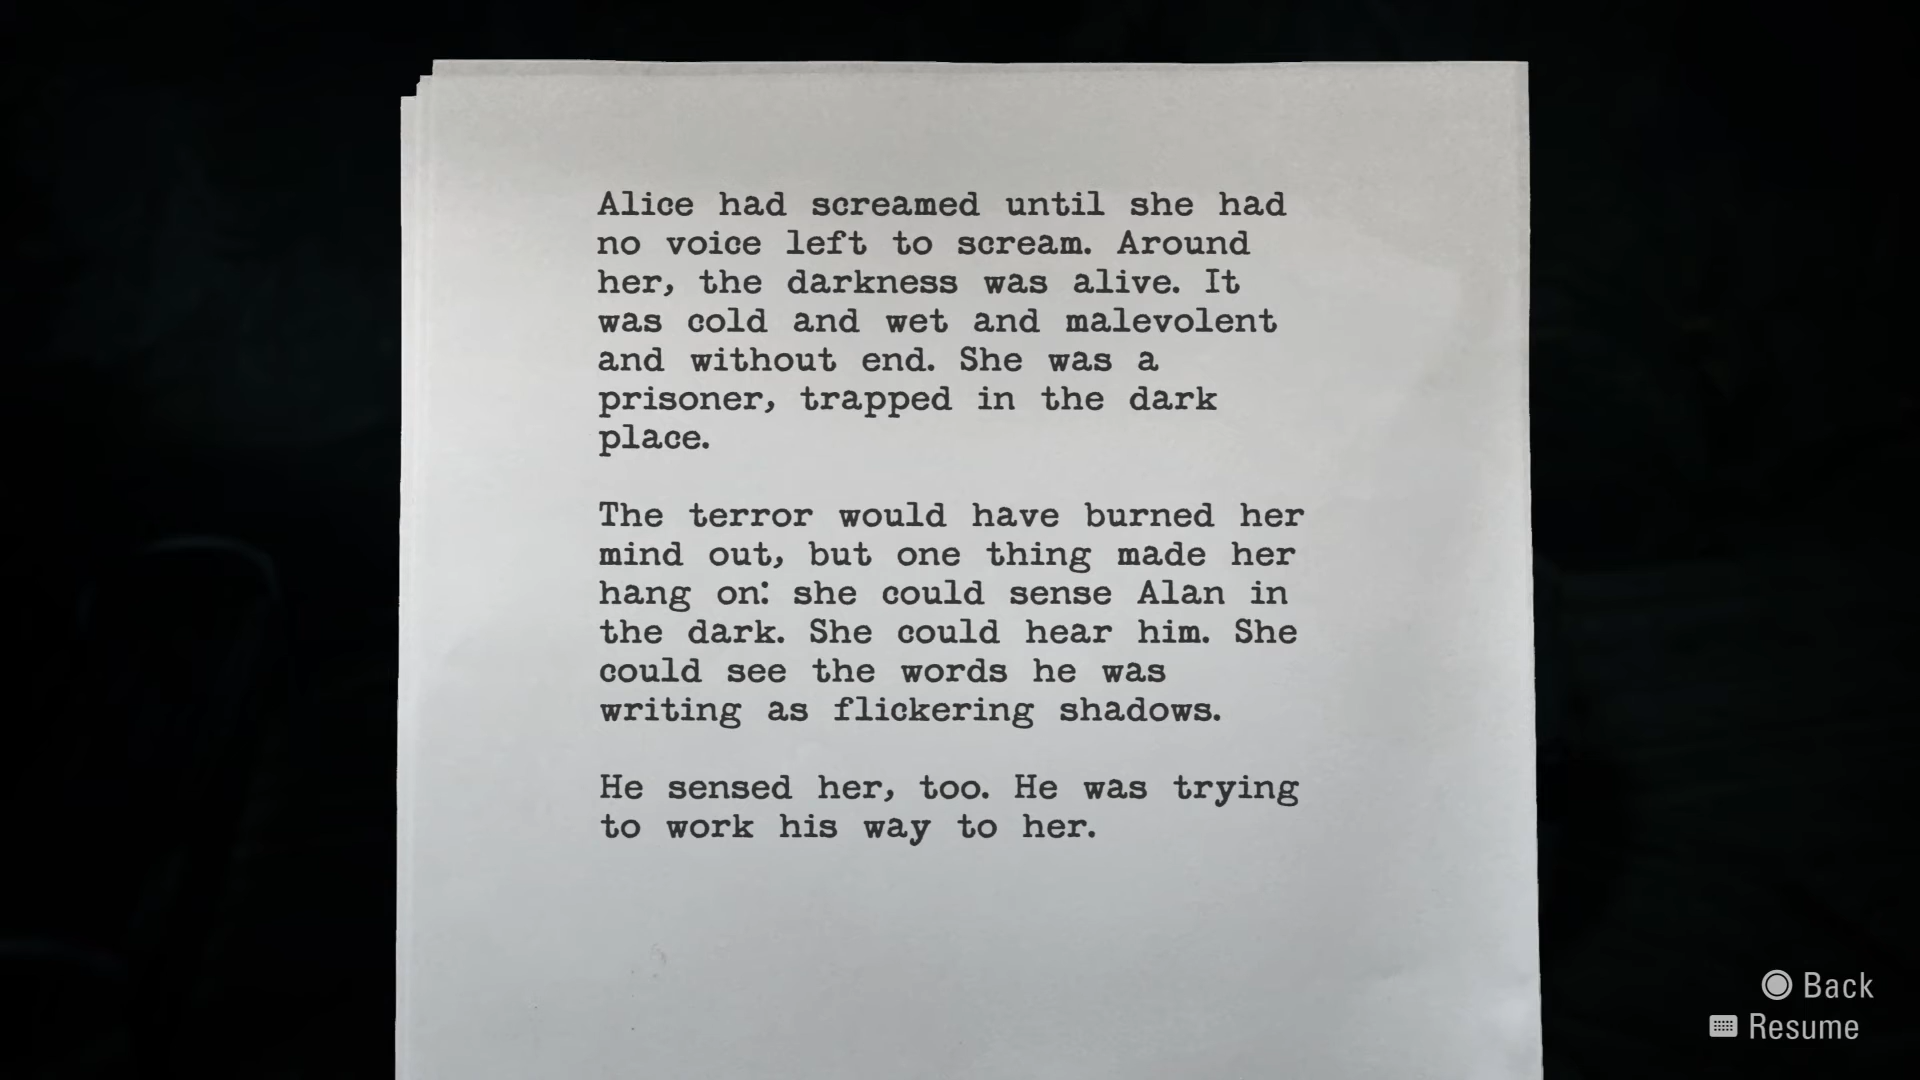 Alice had screamed until she had
no voice left to scream. Around
her, the darkness was alive. It
was cold and wet and malevolent
and without end. She was a
prisoner, trapped in the dark
place.
The terror would have burned her
mind out, but one thing made her
hang on: she could sense Alan in
the dark. She could hear him. She
could see the words he was
writing as flickering shadows.
He sensed her, too. He was trying
to work his way to her.
Back
Resume